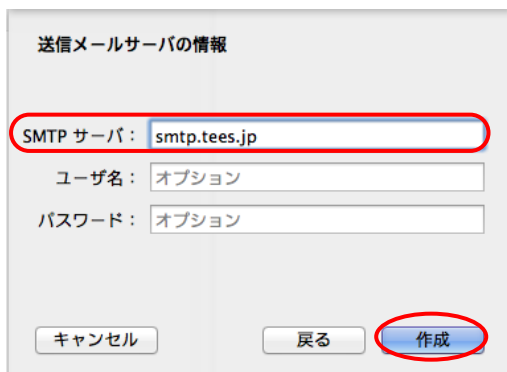 送信メールサーバの情報
SMTP サーバ： smtp.tees.jp
ユーザ名： オプション
パスワード： オプション
キャンセル 戻る 作成